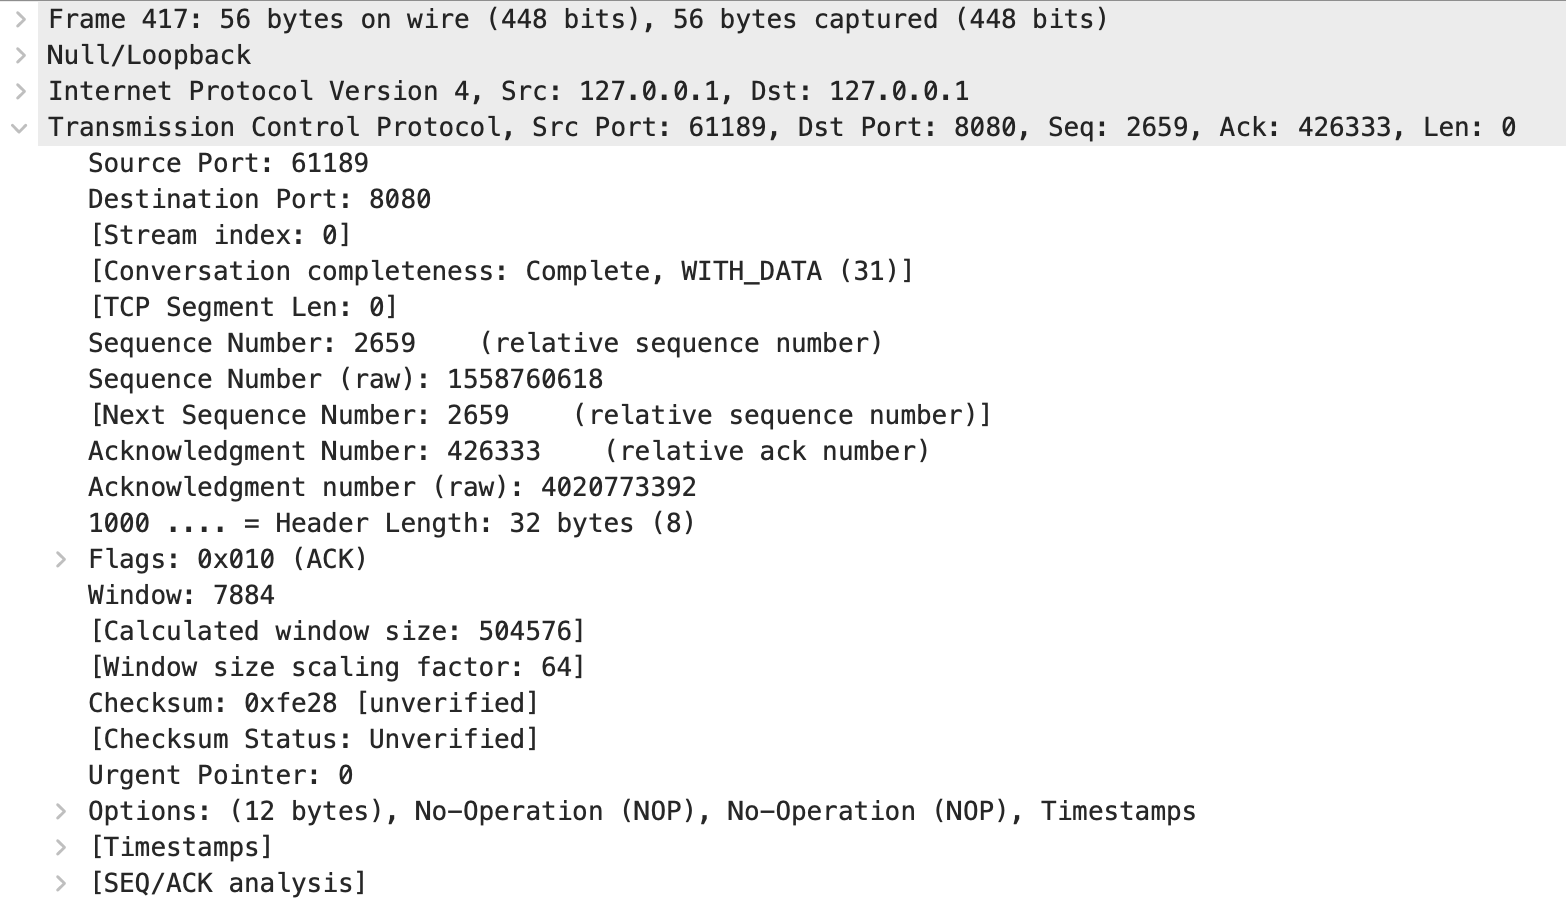 Frame 417: 56 bytes on wire (448 bits), 56 bytes captured (448 bits)
Null/Loopback
Internet Protocol Version 4, Src: 127.0.0.1, Dst: 127.0.0.1
Transmission Control Protocol, Src Port: 61189, Dst Port: 8080, Seq: 2659, Ack: 426333, Len: 0
Source Port: 61189
Destination Port: 8080
[Stream index: 0]
[Conversation completeness: Complete, WITH_DATA (31)]
[TCP Segment Len: 0]
Sequence Number: 2659    (relative sequence number)
Sequence Number (raw): 1558760618
[Next Sequence Number: 2659    (relative sequence number)]
Acknowledgment Number: 426333    (relative ack number)
Acknowledgment number (raw): 4020773392
1000 .... = Header Length: 32 bytes (8)
Flags: 0x010 (ACK)
Window: 7884
[Calculated window size: 504576]
[Window size scaling factor: 64]
Checksum: 0xfe28 [unverified]
[Checksum Status: Unverified]
Urgent Pointer: 0
Options: (12 bytes), No-Operation (NOP), No-Operation (NOP), Timestamps
[Timestamps]
[SEQ/ACK analysis]